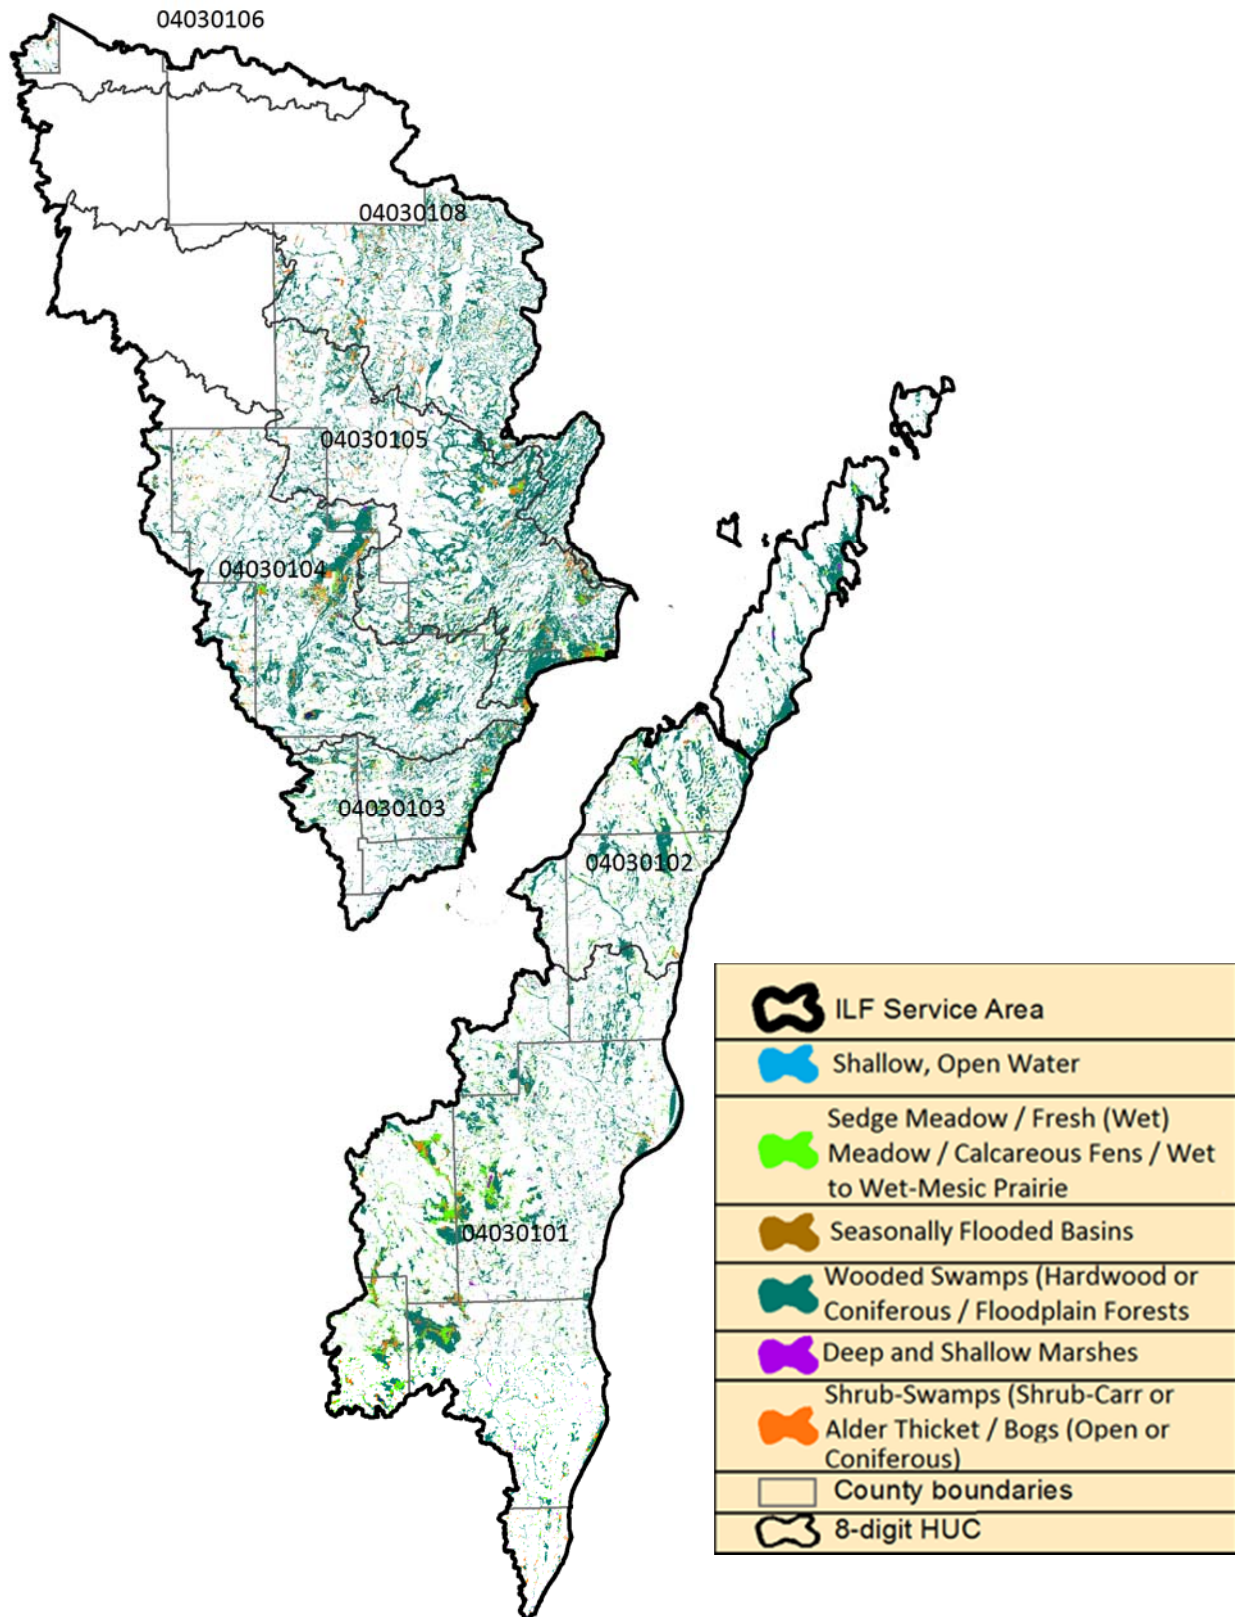 04030106
04030108
04030105
04030104
04030103
04030102
04030101
ILF Service Area
Shallow, Open Water
Sedge Meadow / Fresh (Wet)
Meadow / Calcareous Fens / Wet
to Wet-Mesic Prairie
Seasonally Flooded Basins
Wooded Swamps (Hardwood or
Coniferous / Floodplain Forests
Deep and Shallow Marshes
Shrub-Swamps (Shrub-Carr or
Alder Thicket / Bogs (Open or
Coniferous)
County boundaries
8-digit HUC